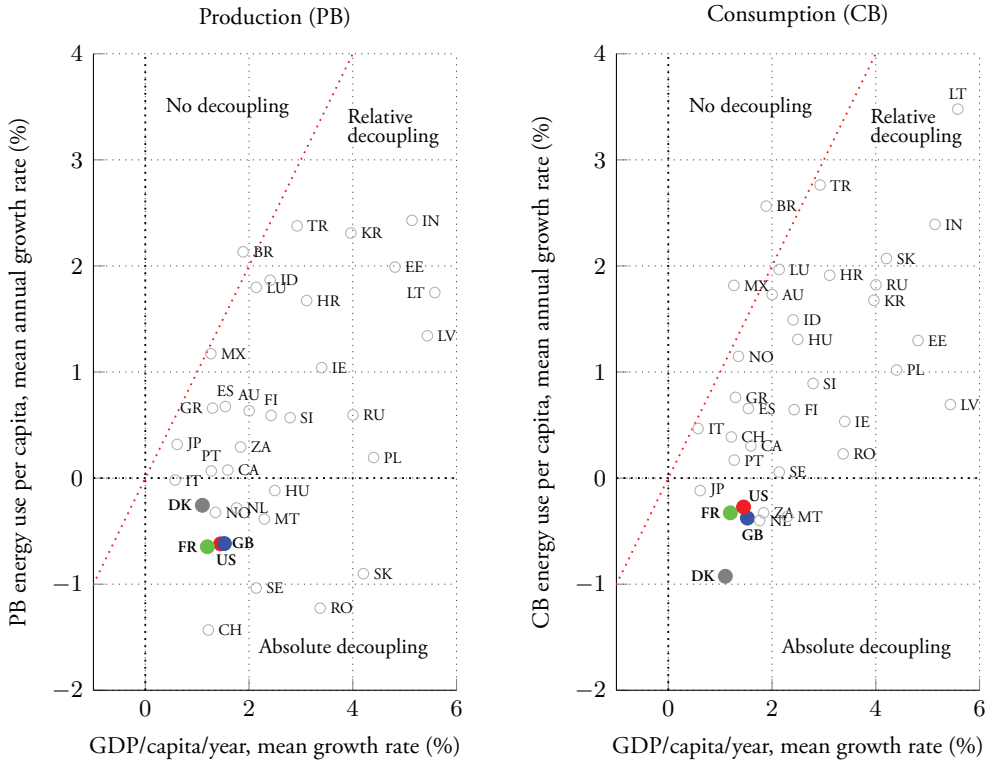 Production (PB)
PB energy use per capita, mean annual growth rate (%)
4
3
2
1
0
−1
−2
No decoupling
Relative
decoupling
TR
KR
IN
BR
EE
ID
LU
LT
HR
LV
MX
IE
ES
AU
FI
GR
SI
RU
JP
PT
ZA
PL
IT
CA
HU
DK
NO
NL
MT
FR
GB
US
SE
SK
RO
CH
Absolute decoupling
0
2
4
6
GDP/capita/year, mean growth rate (%)
Consumption (CB)
CB energy use per capita, mean annual growth rate (%)
4
3
2
1
0
−1
−2
No decoupling
LT
Relative
decoupling
TR
BR
IN
SK
LU
HR
MX
AU
RU
KR
ID
HU
EE
NO
PL
SI
GR
ES
FI
LV
IT
CH
CA
IE
RO
PT
SE
JP
US
FR
ZA
MT
NL
GB
DK
Absolute decoupling
0
2
4
6
GDP/capita/year, mean growth rate (%)